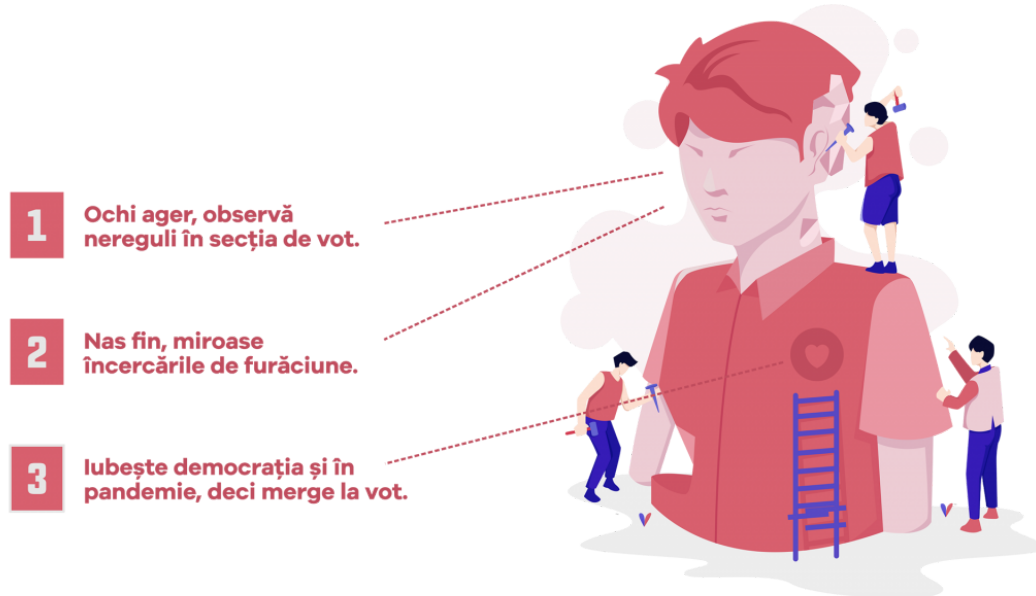 1
Ochi ager, observă
nereguli în secția de vot.
2
Nas fin, miroase
încercările de furăciune.
3
Iubește democrația și în
pandemie, deci merge la vot.